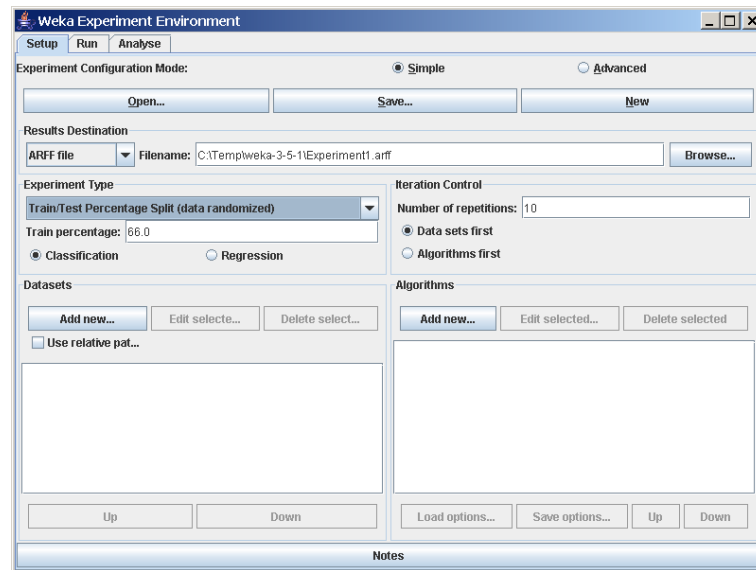 Weka Experiment Environment
Setup Run Analyse
Experiment Configuration Mode: Simple Advanced
Open... Save... New
Results Destination
ARFF file Filename: C:\Temp\weka-3-5-1\Experiment1.arff Browse...
Experiment Type Iteration Control
Train/Test Percentage Split (data randomized) Number of repetitions: 10
Train percentage: 66.0 Data sets first
Classification Regression Algorithms first
Datasets Algorithms
Add new... Edit selecte... Delete select... Add new... Edit selected... Delete selected
Use relative pat...
Up Down Load options... Save options... Up Down
Notes